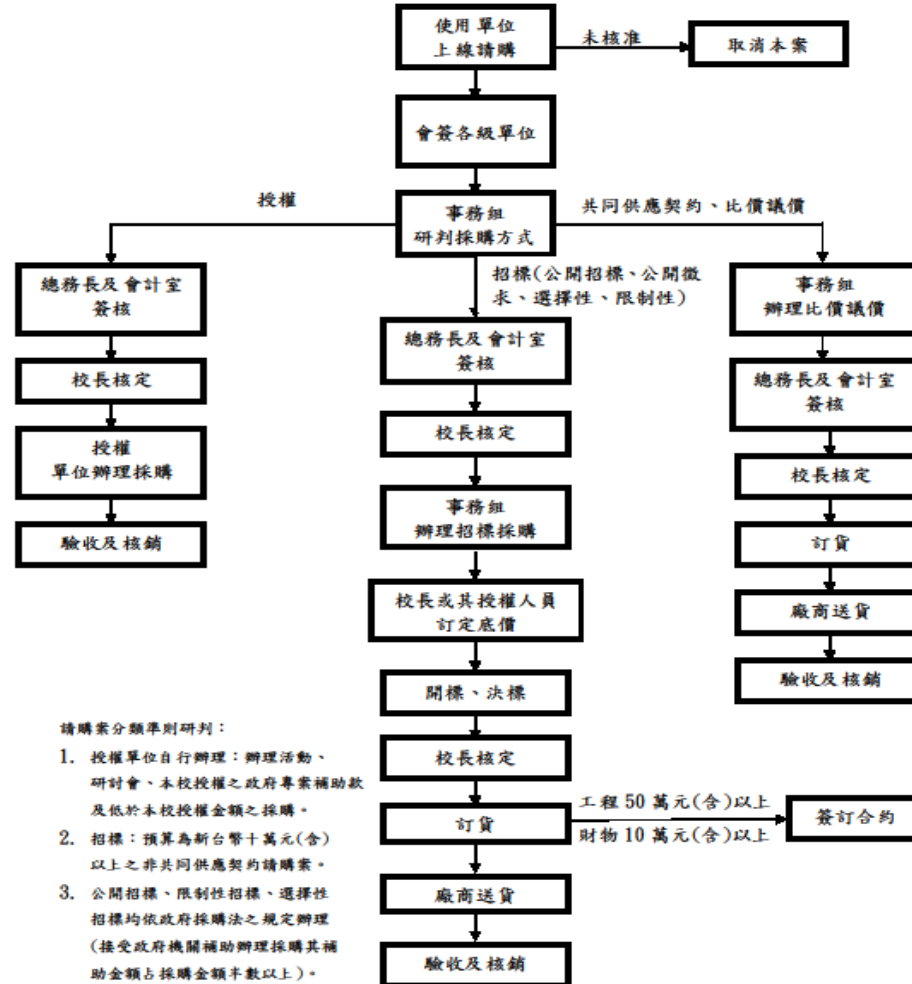 使用單位
上線請購
未核准
取消本案
會簽各級單位
授權
事務組
研判採購方式
共同供應契約、比價議價
招標(公開招標、公開徵
求、選擇性、限制性)
總務長及會計室
簽核
校長核定
授權
單位辦理採購
驗收及核銷
總務長及會計室
簽核
校長核定
事務組
辦理招標採購
校長或其授權人員
訂定底價
開標、決標
校長核定
訂貨
工程 50 萬元(含)以上
財物 10 萬元(含)以上
簽訂合約
廠商送貨
驗收及核銷
事務組
辦理比價議價
總務長及會計室
簽核
校長核定
訂貨
廠商送貨
驗收及核銷
請購案分類準則研判：
1. 授權單位自行辦理：辦理活動、
研討會、本校授權之政府專案補助款
及低於本校授權金額之採購。
2. 招標：預算為新台幣十萬元(含)
以上之非共同供應契約請購案。
3. 公開招標、限制性招標、選擇性
招標均依政府採購法之規定辦理
(接受政府機關補助辦理採購其補
助金額占採購金額半數以上)。